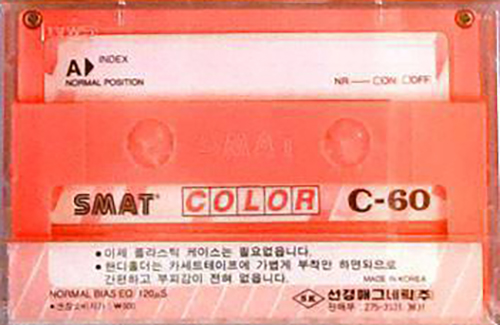 A▶ INDEX
NORMAL POSITION
NR — □ON □OFF
SMAT
SMAT COLOR C-60
● 이제 플라스틱 케이스는 필요없읍니다.
● 핸디홀더는 카세트테이프에 가볍게 부착만 하면되므로
간편하고 부피감이 전혀 없읍니다.
MADE IN KOREA
NORMAL BIAS EQ 120µS
SK 선경매그네틱(주)
판매부